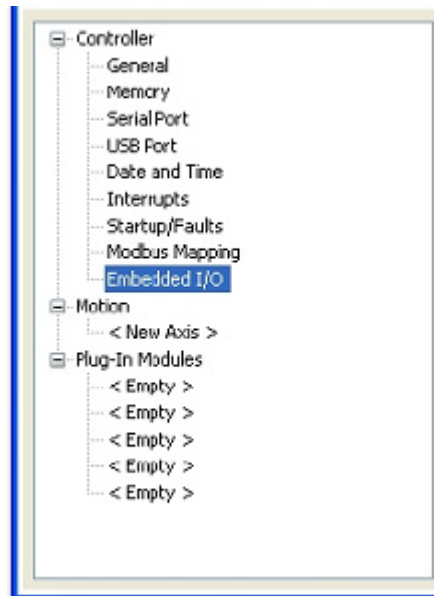 Controller
General
Memory
Serial Port
USB Port
Date and Time
Interrupts
Startup/Faults
Modbus Mapping
Embedded I/O
Motion
< New Axis >
Plug-In Modules
< Empty >
< Empty >
< Empty >
< Empty >
< Empty >